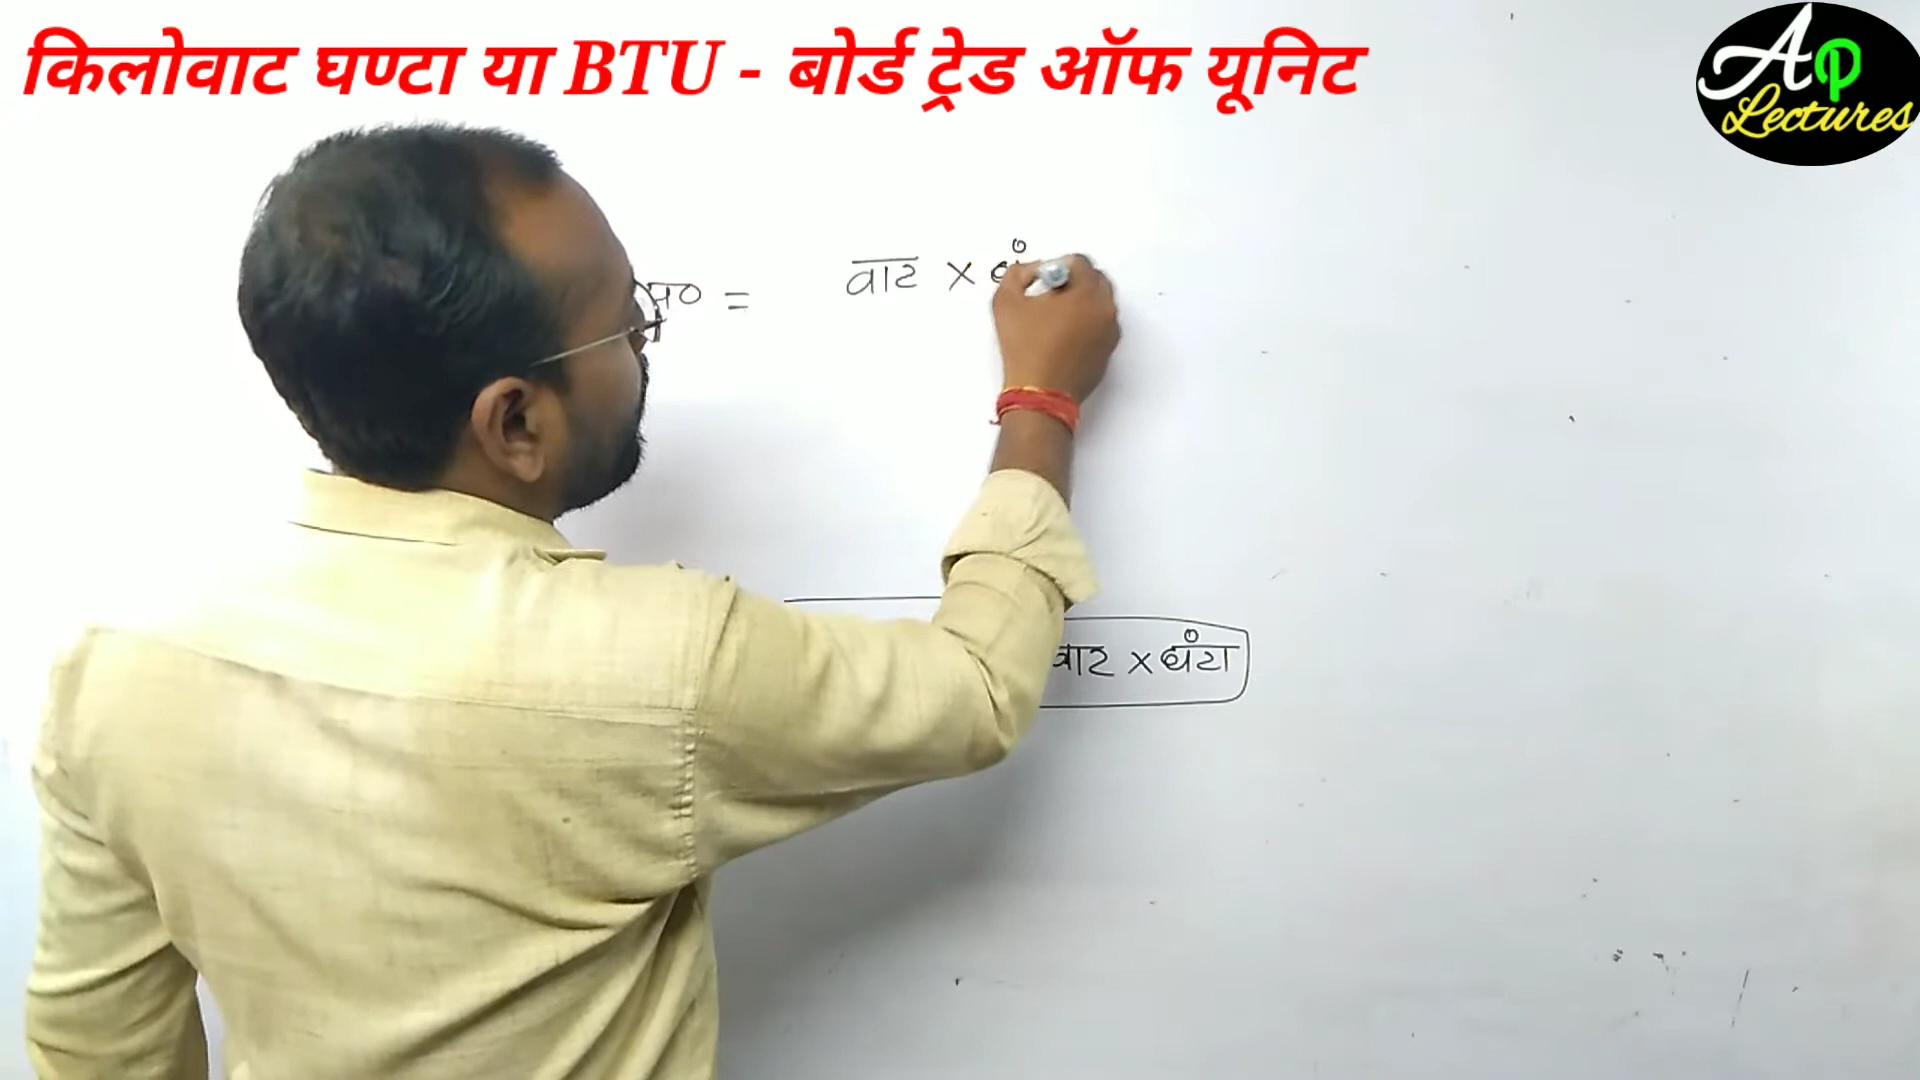 किलोवाट घण्टा या BTU - बोर्ड ट्रेड ऑफ यूनिट
Ap
Lectures
=
वाट ×
वाट × घंटा